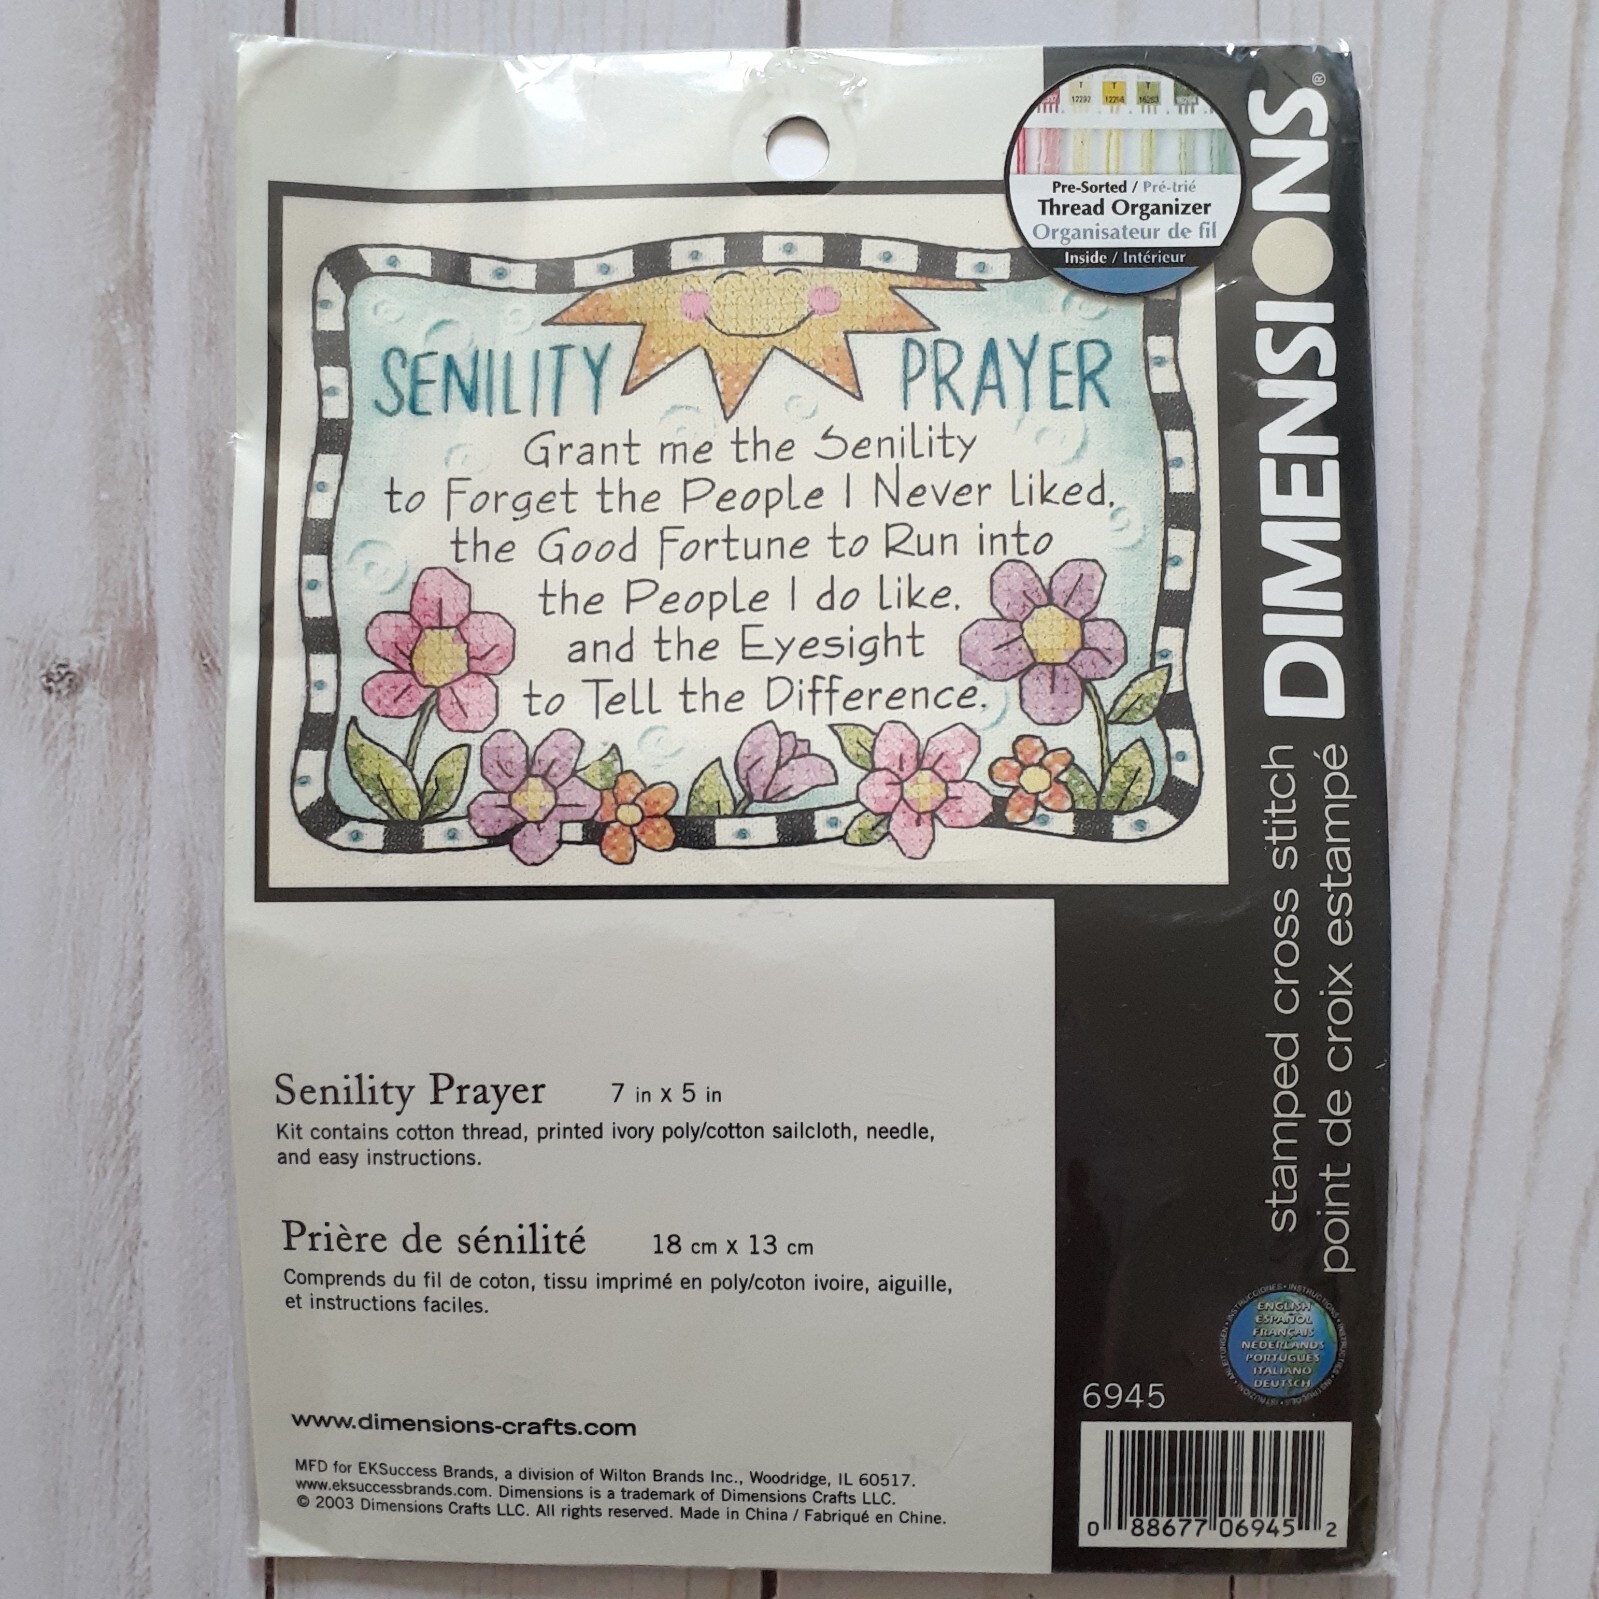 T
T
T
17292
17256
16253
Pre-Sorted / Pré-trié
Thread Organizer
Organisateur de fil
Inside / Intérieur
DIMENSIONS®
stamped cross stitch
point de croix estampé
SENILITY PRAYER
Grant me the Senility
to Forget the People I Never Liked,
the Good Fortune to Run into
the People I do like,
and the Eyesight
to Tell the Difference.
Senility Prayer 7 in x 5 in
Kit contains cotton thread, printed ivory poly/cotton sailcloth, needle,
and easy instructions.
Prière de sénilité 18 cm x 13 cm
Comprends du fil de coton, tissu imprimé en poly/coton ivoire, aiguille,
et instructions faciles.
www.dimensions-crafts.com
MFD for EKSuccess Brands, a division of Wilton Brands Inc., Woodridge, IL 60517.
www.eksuccessbrands.com. Dimensions is a trademark of Dimensions Crafts LLC.
© 2003 Dimensions Crafts LLC. All rights reserved. Made in China / Fabriqué en Chine.
ENGLISH
ESPAÑOL
FRANÇAIS
NEDERLANDS
PORTUGUÊS
ITALIANO
DEUTSCH
6945
0 88677 06945 2